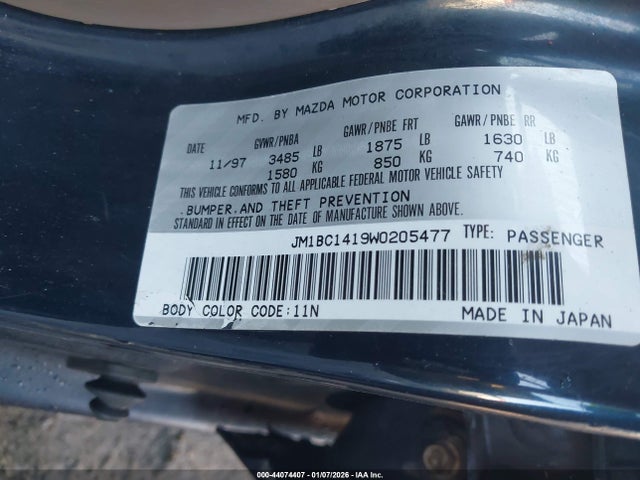 MFD. BY MAZDA MOTOR CORPORATION
DATE GVWR/PNBA GAWR/PNBE FRT GAWR/PNBE RR
11/97 3485 LB 1875 LB 1630 LB
1580 KG 850 KG 740 KG
THIS VEHICLE CONFORMS TO ALL APPLICABLE FEDERAL MOTOR VEHICLE SAFETY
BUMPER AND THEFT PREVENTION
STANDARD IN EFFECT ON THE DATE OF MANUFACTURE SHOWN ABOVE.
JM1BC1419W0205477 TYPE: PASSENGER
BODY COLOR CODE:11N MADE IN JAPAN
000-44074407 - 01/07/2026 - IAA Inc.